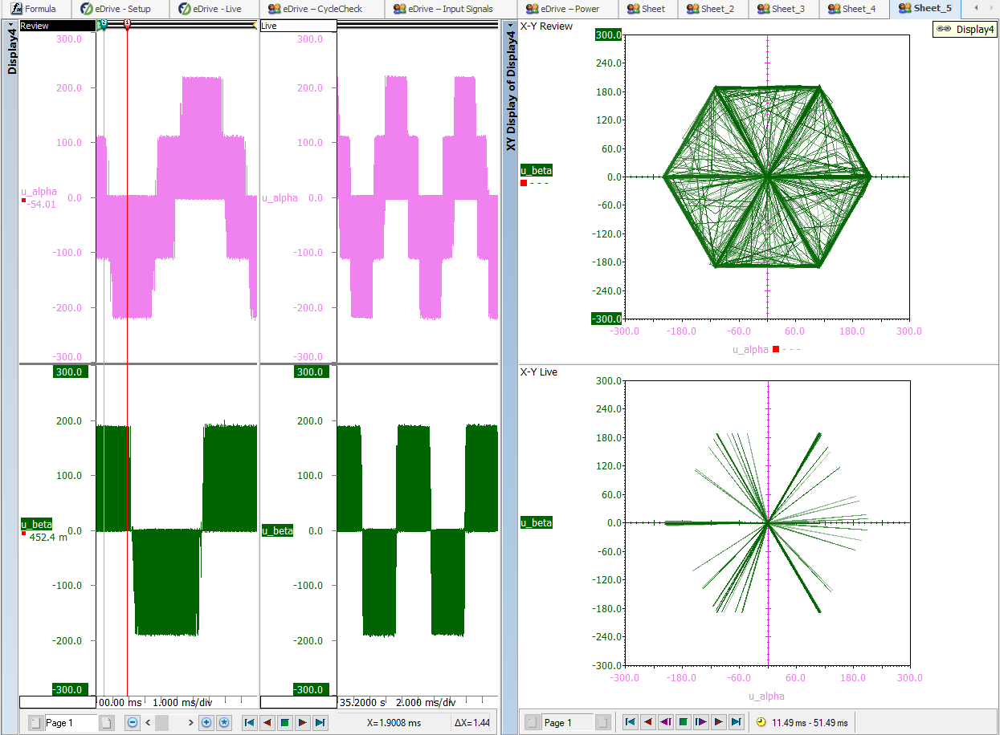 Formula
eDrive - Setup
eDrive - Live
eDrive – CycleCheck
eDrive – Input Signals
eDrive – Power
Sheet
Sheet_2
Sheet_3
Sheet_4
Sheet_5
Display4
Review
2
1
300.0
200.0
100.0
u_alpha
0.0
-54.01
-100.0
-200.0
-300.0
300.0
200.0
100.0
0.0
u_beta
452.4 m
-100.0
-200.0
-300.0
00.00 ms
1.000 ms/div
Live
300.0
200.0
100.0
u_alpha
0.0
-100.0
-200.0
-300.0
300.0
200.0
100.0
u_beta
0.0
-100.0
-200.0
-300.0
35.2000 s
2.000 ms/div
Page 1
X=1.9008 ms
ΔX=1.44
XY Display of Display4
X-Y Review
Display4
300.0
240.0
180.0
120.0
60.0
u_beta
0.0
- - -
-60.0
-120.0
-180.0
-240.0
-300.0
-300.0
-180.0
-60.0
60.0
180.0
300.0
u_alpha
- - -
X-Y Live
300.0
240.0
180.0
120.0
60.0
u_beta
0.0
-60.0
-120.0
-180.0
-240.0
-300.0
-300.0
-180.0
-60.0
60.0
180.0
300.0
u_alpha
Page 1
11.49 ms - 51.49 ms